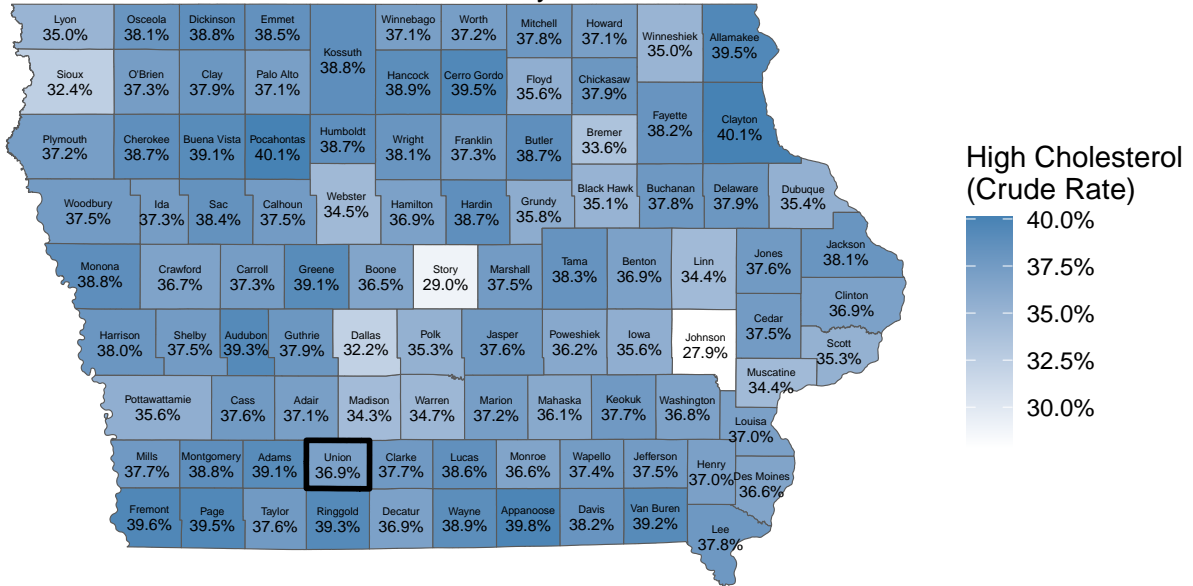 Lyon
35.0%
Osceola
38.1%
Dickinson
38.8%
Emmet
38.5%
Kossuth
38.8%
Winnebago
37.1%
Worth
37.2%
Mitchell
37.8%
Howard
37.1%
Winneshiek
35.0%
Allamakee
39.5%
Sioux
32.4%
O'Brien
37.3%
Clay
37.9%
Palo Alto
37.1%
Hancock
38.9%
Cerro Gordo
39.5%
Floyd
35.6%
Chickasaw
37.9%
Fayette
38.2%
Clayton
40.1%
Plymouth
37.2%
Cherokee
38.7%
Buena Vista
39.1%
Pocahontas
40.1%
Humboldt
38.7%
Wright
38.1%
Franklin
37.3%
Butler
38.7%
Bremer
33.6%
Woodbury
37.5%
Ida
37.3%
Sac
38.4%
Calhoun
37.5%
Webster
34.5%
Hamilton
36.9%
Hardin
38.7%
Grundy
35.8%
Black Hawk
35.1%
Buchanan
37.8%
Delaware
37.9%
Dubuque
35.4%
Monona
38.8%
Crawford
36.7%
Carroll
37.3%
Greene
39.1%
Boone
36.5%
Story
29.0%
Marshall
37.5%
Tama
38.3%
Benton
36.9%
Linn
34.4%
Jones
37.6%
Jackson
38.1%
Clinton
36.9%
Harrison
38.0%
Shelby
37.5%
Audubon
39.3%
Guthrie
37.9%
Dallas
32.2%
Polk
35.3%
Jasper
37.6%
Poweshiek
36.2%
Iowa
35.6%
Johnson
27.9%
Cedar
37.5%
Scott
35.3%
Muscatine
34.4%
Pottawattamie
35.6%
Cass
37.6%
Adair
37.1%
Madison
34.3%
Warren
34.7%
Marion
37.2%
Mahaska
36.1%
Keokuk
37.7%
Washington
36.8%
Louisa
37.0%
Mills
37.7%
Montgomery
38.8%
Adams
39.1%
Union
36.9%
Clarke
37.7%
Lucas
38.6%
Monroe
36.6%
Wapello
37.4%
Jefferson
37.5%
Henry
37.0%
Des Moines
36.6%
Fremont
39.6%
Page
39.5%
Taylor
37.6%
Ringgold
39.3%
Decatur
36.9%
Wayne
38.9%
Appanoose
39.8%
Davis
38.2%
Van Buren
39.2%
Lee
37.8%
High Cholesterol
(Crude Rate)
40.0%
37.5%
35.0%
32.5%
30.0%